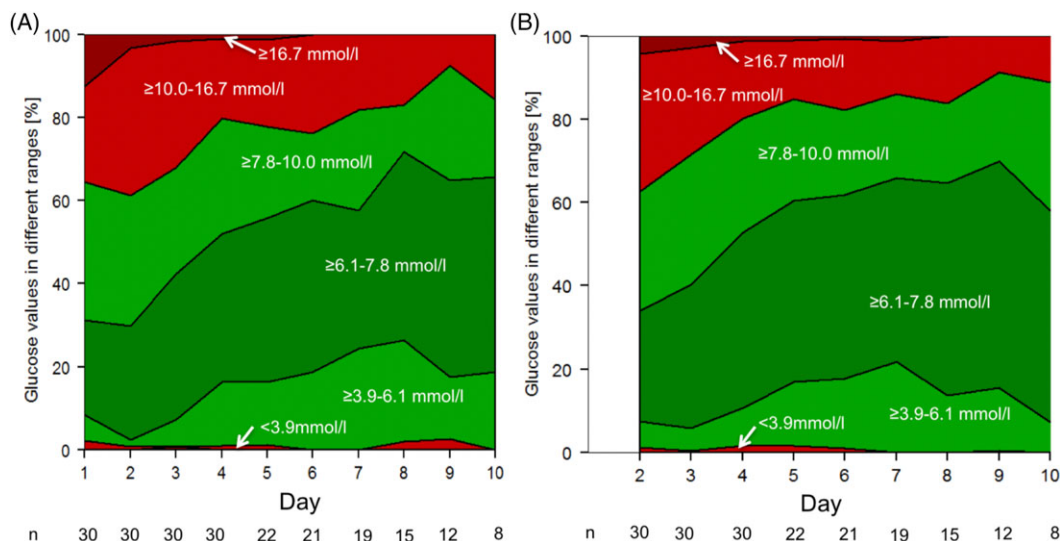 (A)
Glucose values in different ranges [%]
100
80
60
40
20
0
≥16.7 mmol/l
≥10.0-16.7 mmol/l
≥7.8-10.0 mmol/l
≥6.1-7.8 mmol/l
≥3.9-6.1 mmol/l
<3.9mmol/l
1 2 3 4 5 6 7 8 9 10
Day
n 30 30 30 30 22 21 19 15 12 8
(B)
Glucose values in different ranges [%]
100
80
60
40
20
0
≥16.7 mmol/l
≥10.0-16.7 mmol/l
≥7.8-10.0 mmol/l
≥6.1-7.8 mmol/l
≥3.9-6.1 mmol/l
<3.9mmol/l
2 3 4 5 6 7 8 9 10
Day
n 30 30 30 22 21 19 15 12 8